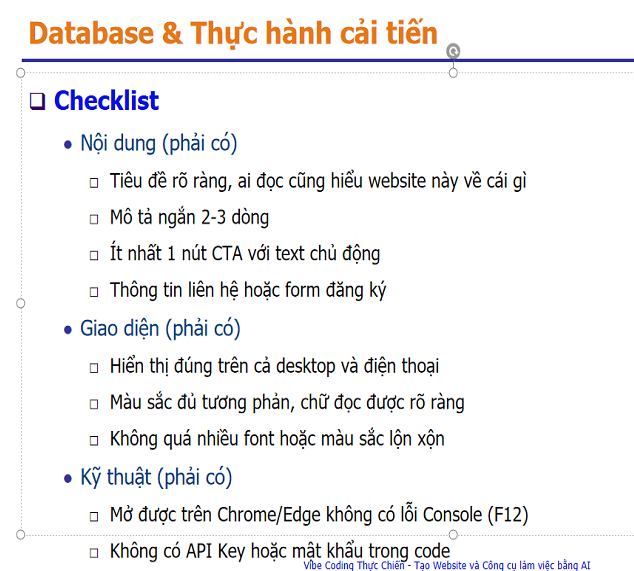 Database & Thực hành cải tiến
Checklist
Nội dung (phải có)
Tiêu đề rõ ràng, ai đọc cũng hiểu website này về cái gì
Mô tả ngắn 2-3 dòng
Ít nhất 1 nút CTA với text chủ động
Thông tin liên hệ hoặc form đăng ký
Giao diện (phải có)
Hiển thị đúng trên cả desktop và điện thoại
Màu sắc đủ tương phản, chữ đọc được rõ ràng
Không quá nhiều font hoặc màu sắc lộn xộn
Kỹ thuật (phải có)
Mở được trên Chrome/Edge không có lỗi Console (F12)
Không có API Key hoặc mật khẩu trong code
Vibe Coding Thực Chiến - Tạo Website và Công cụ làm việc bằng AI